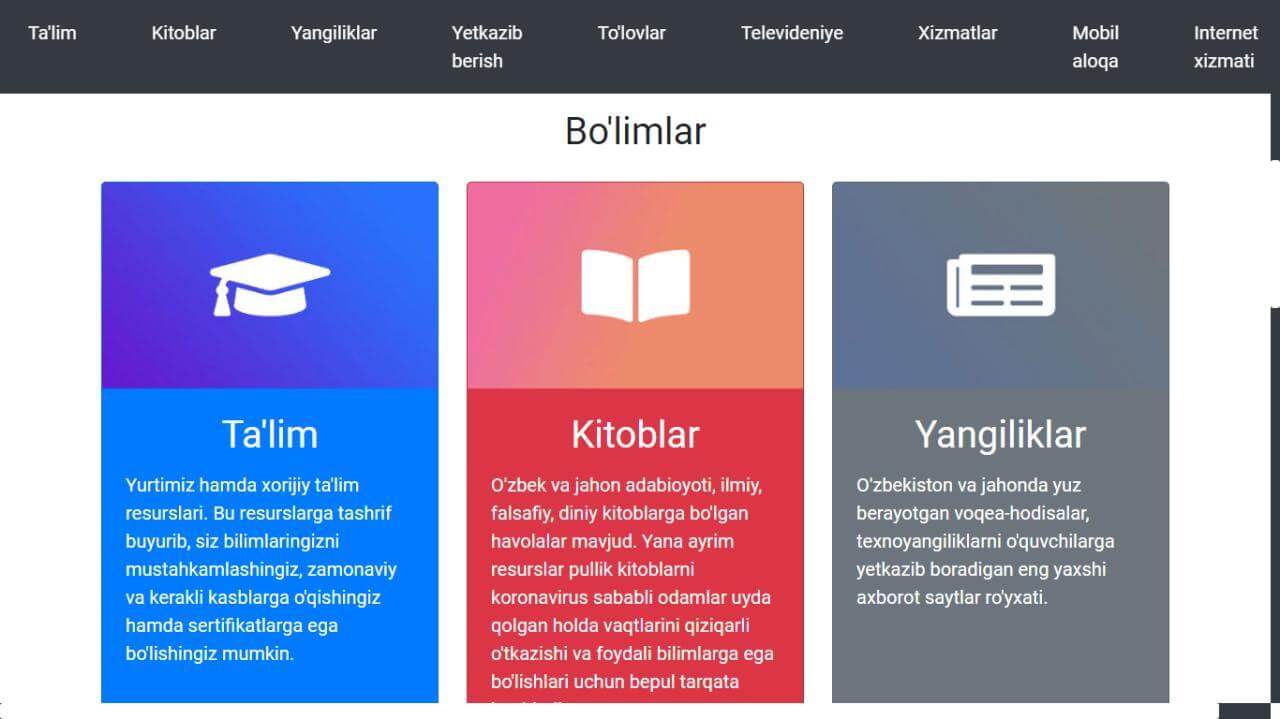 Ta'lim
Kitoblar
Yangiliklar
Yetkazib
berish
To'lovlar
Televideniye
Xizmatlar
Mobil
aloqa
Internet
xizmati
Bo'limlar
Ta'lim
Yurtimiz hamda xorijiy ta'lim
resurslari. Bu resurslarga tashrif
buyurib, siz bilimlaringizni
mustahkamlashingiz, zamonaviy
va kerakli kasblarga o'qishingiz
hamda sertifikatlarga ega
bo'lishingiz mumkin.
Kitoblar
O'zbek va jahon adabioyoti, ilmiy,
falsafiy, diniy kitoblarga bo'lgan
havolalar mavjud. Yana ayrim
resurslar pullik kitoblarni
koronavirus sababli odamlar uyda
qolgan holda vaqtlarini qiziqarli
o'tkazishi va foydali bilimlarga ega
bo'lishlari uchun bepul tarqata
Yangiliklar
O'zbekiston va jahonda yuz
berayotgan voqea-hodisalar,
texnoyangiliklarni o'quvchilarga
yetkazib boradigan eng yaxshi
axborot saytlar ro'yxati.